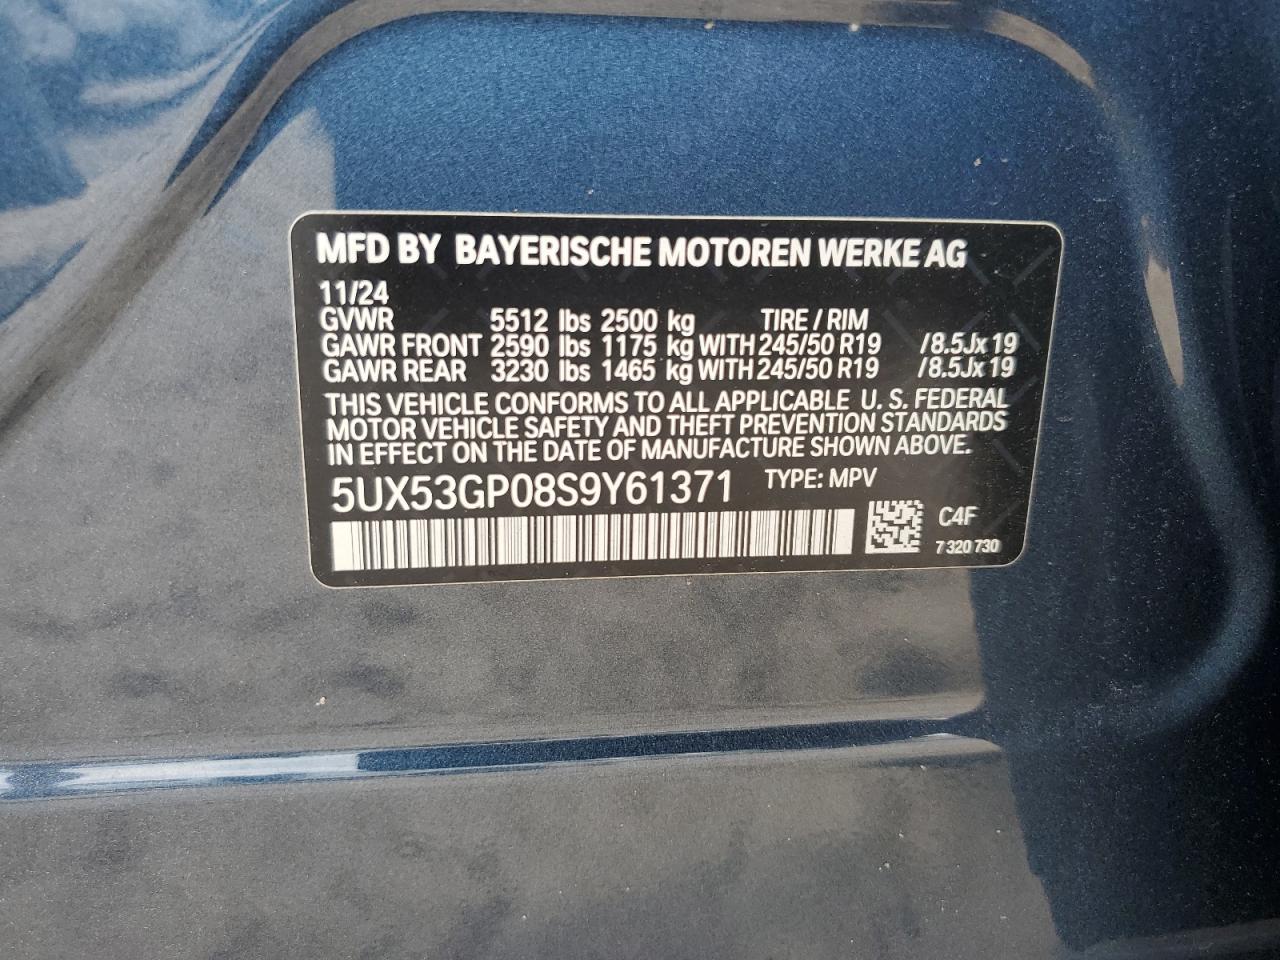 MFD BY BAYERISCHE MOTOREN WERKE AG
11/24
GVWR 5512 lbs 2500 kg TIRE / RIM
GAWR FRONT 2590 lbs 1175 kg WITH 245/50 R19 /8.5Jx19
GAWR REAR 3230 lbs 1465 kg WITH 245/50 R19 /8.5Jx19
THIS VEHICLE CONFORMS TO ALL APPLICABLE U. S. FEDERAL
MOTOR VEHICLE SAFETY AND THEFT PREVENTION STANDARDS
IN EFFECT ON THE DATE OF MANUFACTURE SHOWN ABOVE.
5UX53GP08S9Y61371 TYPE: MPV
C4F
7 320 730